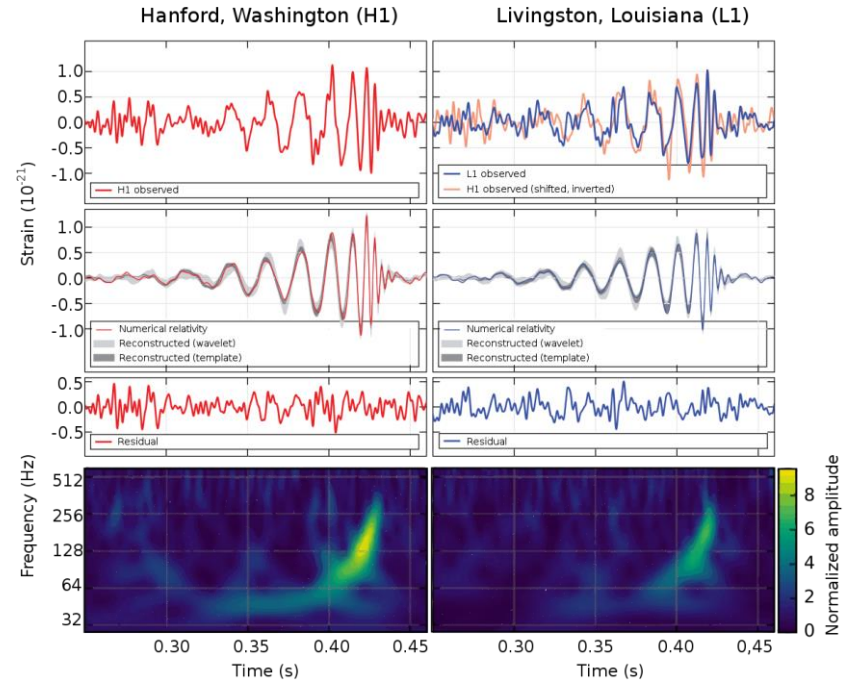 Hanford, Washington (H1)
Livingston, Louisiana (L1)
Strain (10⁻²¹)
1.0
0.5
0.0
-0.5
-1.0
H1 observed
L1 observed
H1 observed (shifted, inverted)
1.0
0.5
0.0
-0.5
-1.0
Numerical relativity
Reconstructed (wavelet)
Reconstructed (template)
Numerical relativity
Reconstructed (wavelet)
Reconstructed (template)
0.5
0.0
-0.5
Residual
Residual
Frequency (Hz)
512
256
128
64
32
Normalized amplitude
8
6
4
2
0
0.30
0.35
0.40
0.45
0.30
0.35
0.40
0,45
Time (s)
Time (s)